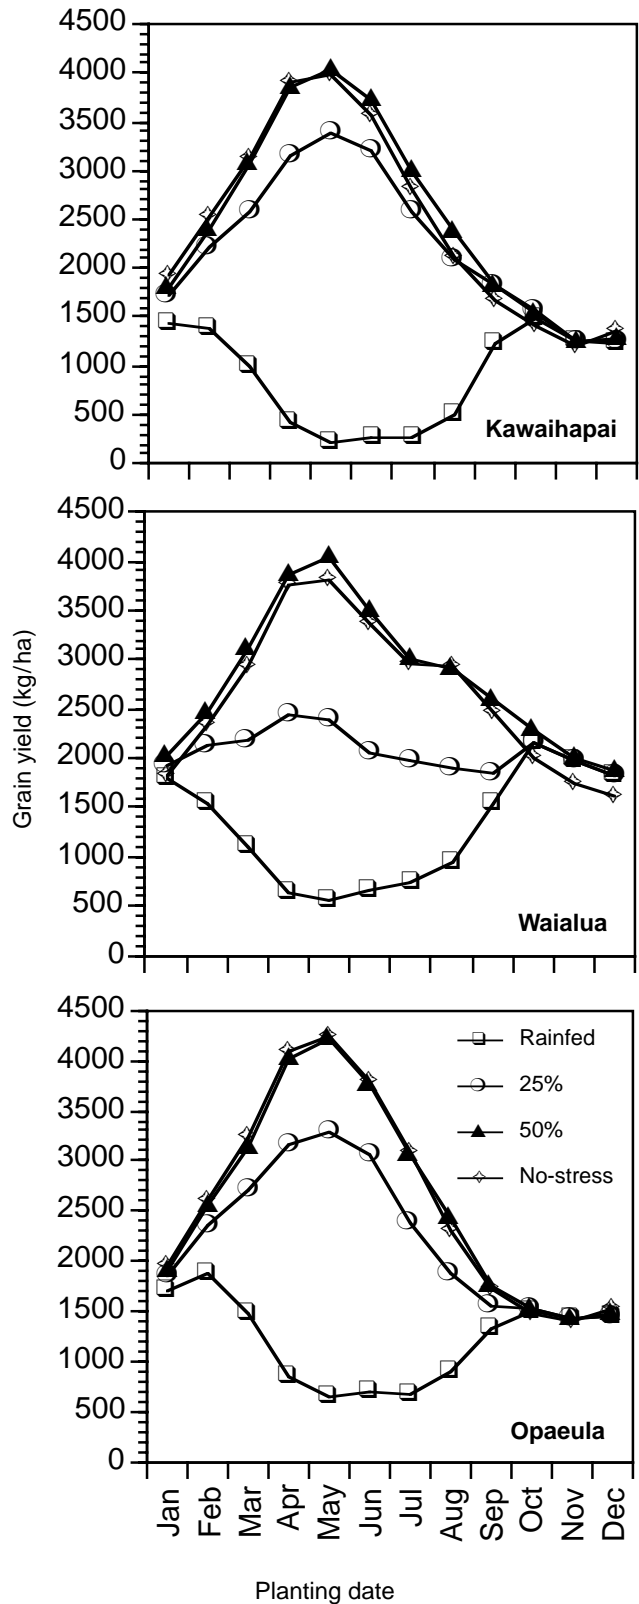 4500
4000
3500
3000
2500
2000
1500
1000
500
0
Kawaihapai
Grain yield (kg/ha)
4500
4000
3500
3000
2500
2000
1500
1000
500
0
Waialua
4500
4000
3500
3000
2500
2000
1500
1000
500
0
Rainfed
25%
50%
No-stress
Opaeula
Jan
Feb
Mar
Apr
May
Jun
Jul
Aug
Sep
Oct
Nov
Dec
Planting date